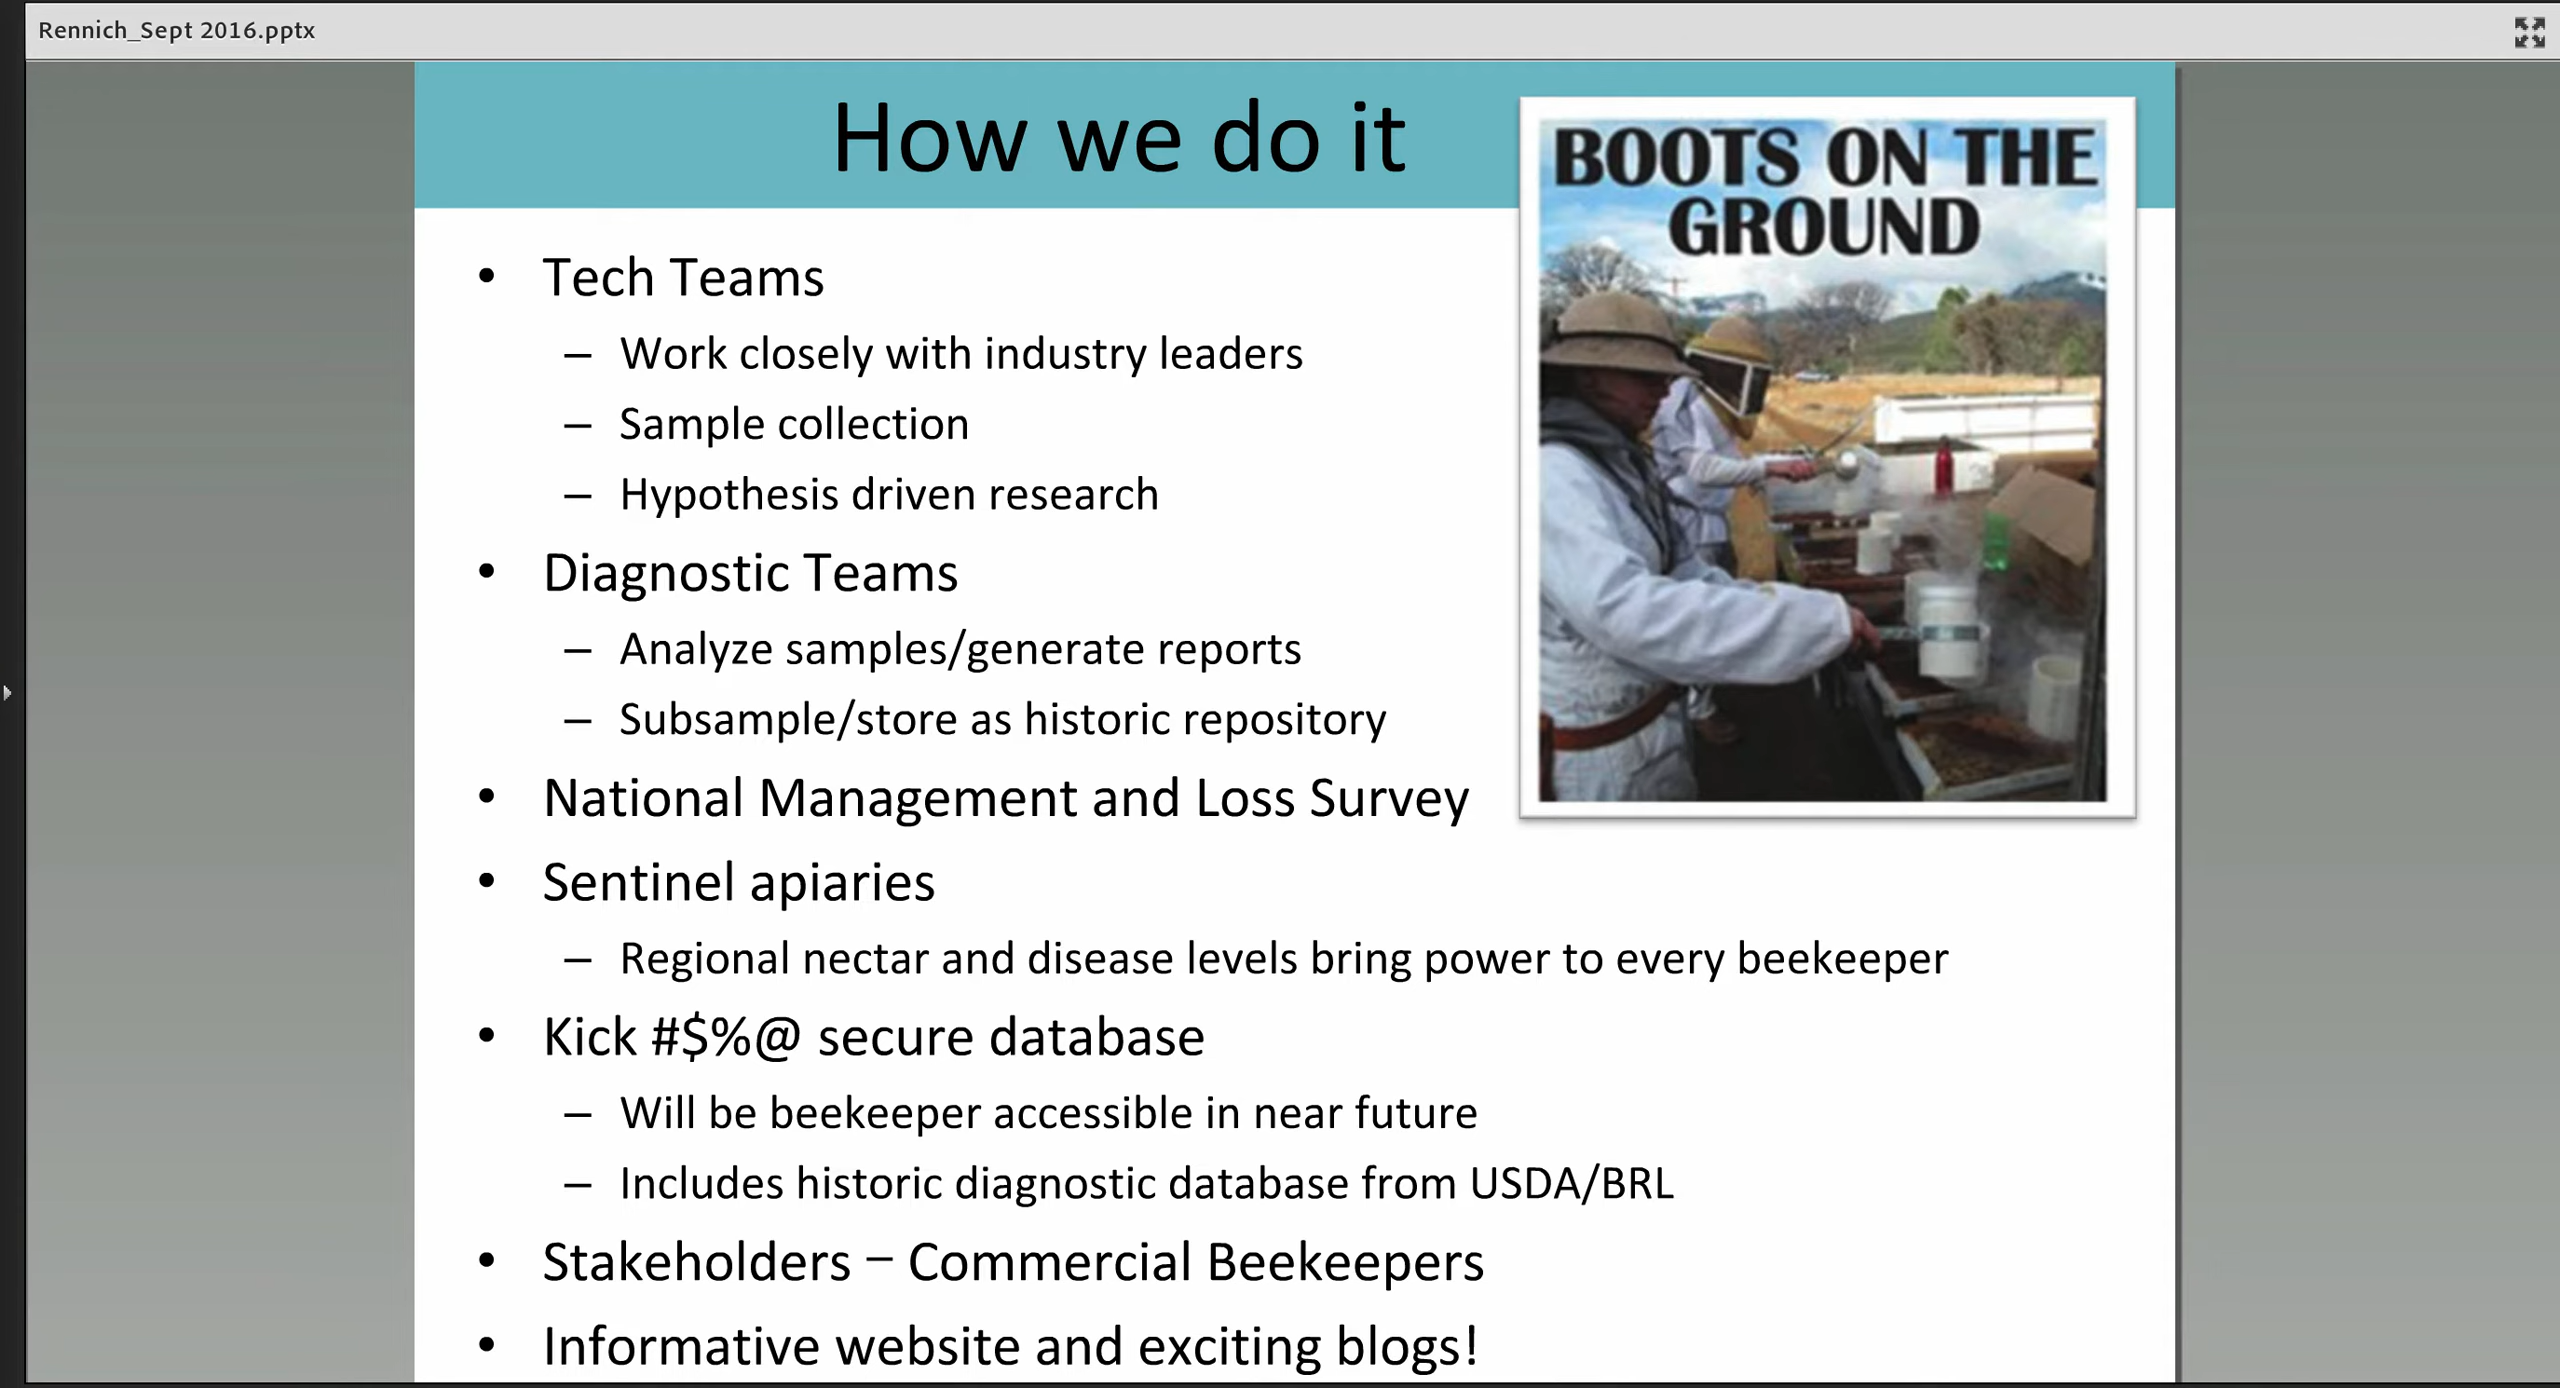 Rennich_Sept 2016.pptx
How we do it
BOOTS ON THE
GROUND
• Tech Teams
– Work closely with industry leaders
– Sample collection
– Hypothesis driven research
• Diagnostic Teams
– Analyze samples/generate reports
– Subsample/store as historic repository
• National Management and Loss Survey
• Sentinel apiaries
– Regional nectar and disease levels bring power to every beekeeper
• Kick #$%@ secure database
– Will be beekeeper accessible in near future
– Includes historic diagnostic database from USDA/BRL
• Stakeholders – Commercial Beekeepers
• Informative website and exciting blogs!